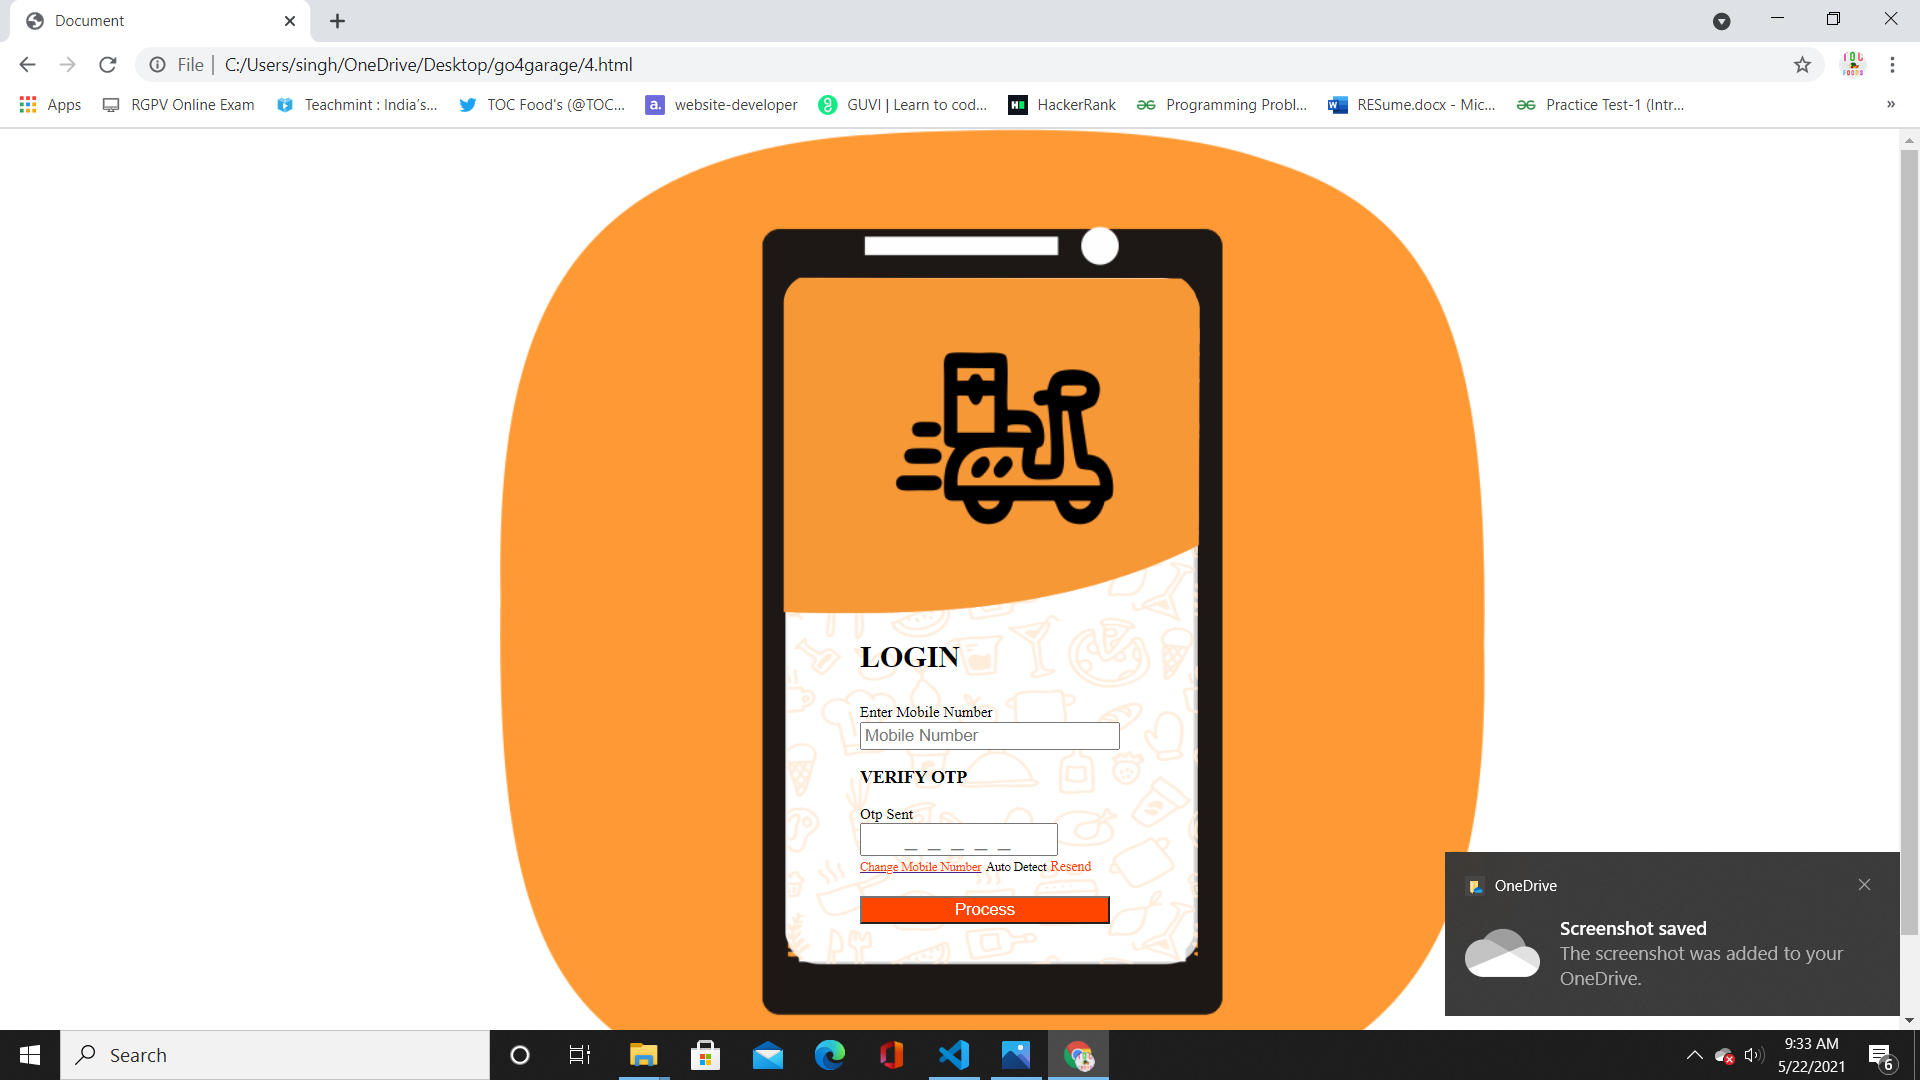 Document
File
C:/Users/singh/OneDrive/Desktop/go4garage/4.html
TOC
FOODS
Apps
RGPV Online Exam
Teachmint : India's...
TOC Food's (@TOC...
a.
website-developer
GUVI | Learn to cod...
H
HackerRank
Programming Probl...
W
RESume.docx - Mic...
Practice Test-1 (Intr...
»
LOGIN
Enter Mobile Number
Mobile Number
VERIFY OTP
Otp Sent
_ _ _ _ _
Change Mobile Number Auto Detect Resend
Process
OneDrive
Screenshot saved
The screenshot was added to your
OneDrive.
Search
9:33 AM
5/22/2021
6